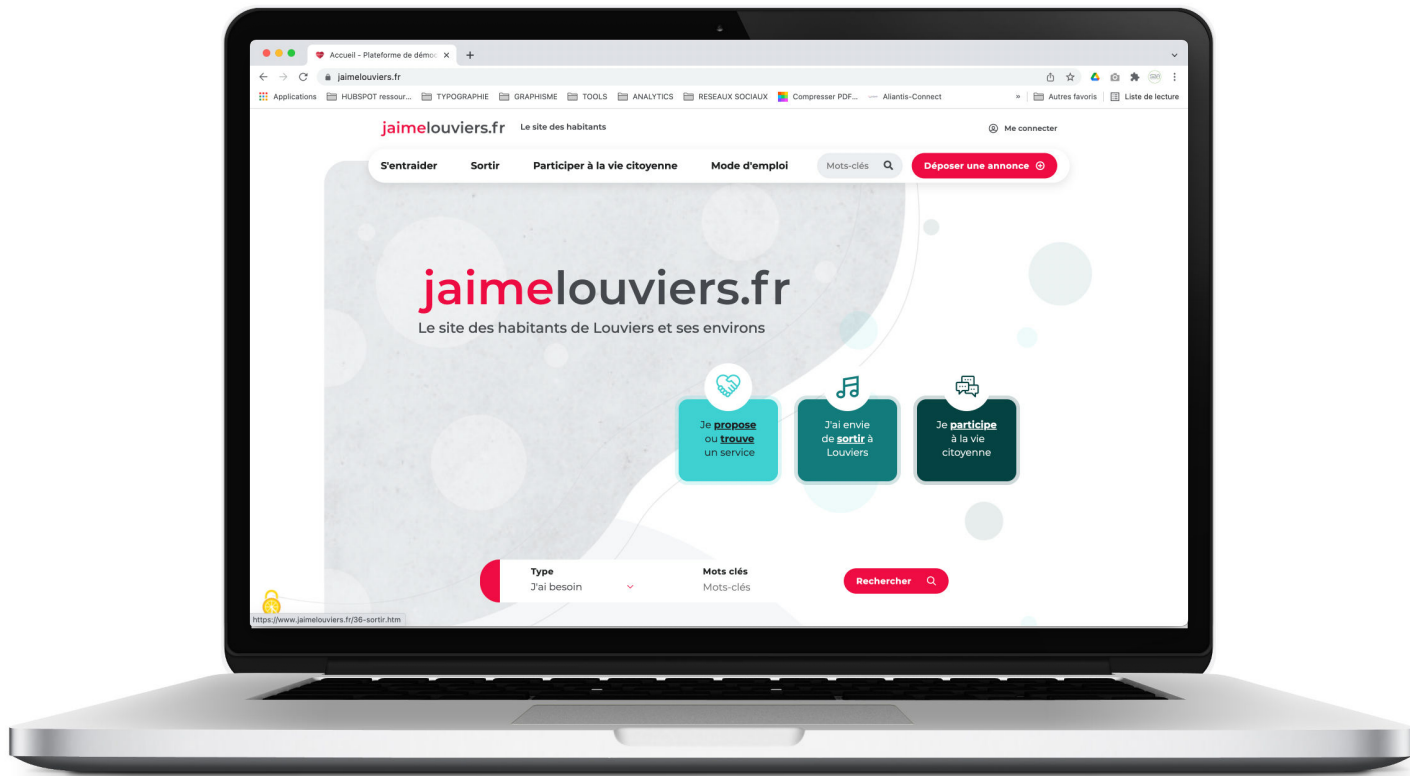 Accueil - Plateforme de démoc
jaimelouviers.fr
Applications HUBSPOT ressour... TYPOGRAPHIE GRAPHISME TOOLS ANALYTICS RESEAUX SOCIAUX Compresser PDF... Aliantis-Connect » Autres favoris Liste de lecture
jaimelouviers.fr Le site des habitants Me connecter
S'entraider Sortir Participer à la vie citoyenne Mode d'emploi Mots-clés Déposer une annonce
jaimelouviers.fr
Le site des habitants de Louviers et ses environs
Je propose
ou trouve
un service
J'ai envie
de sortir à
Louviers
Je participe
à la vie
citoyenne
Type
J'ai besoin
Mots clés
Mots-clés
Rechercher
https://www.jaimelouviers.fr/36-sortir.htm